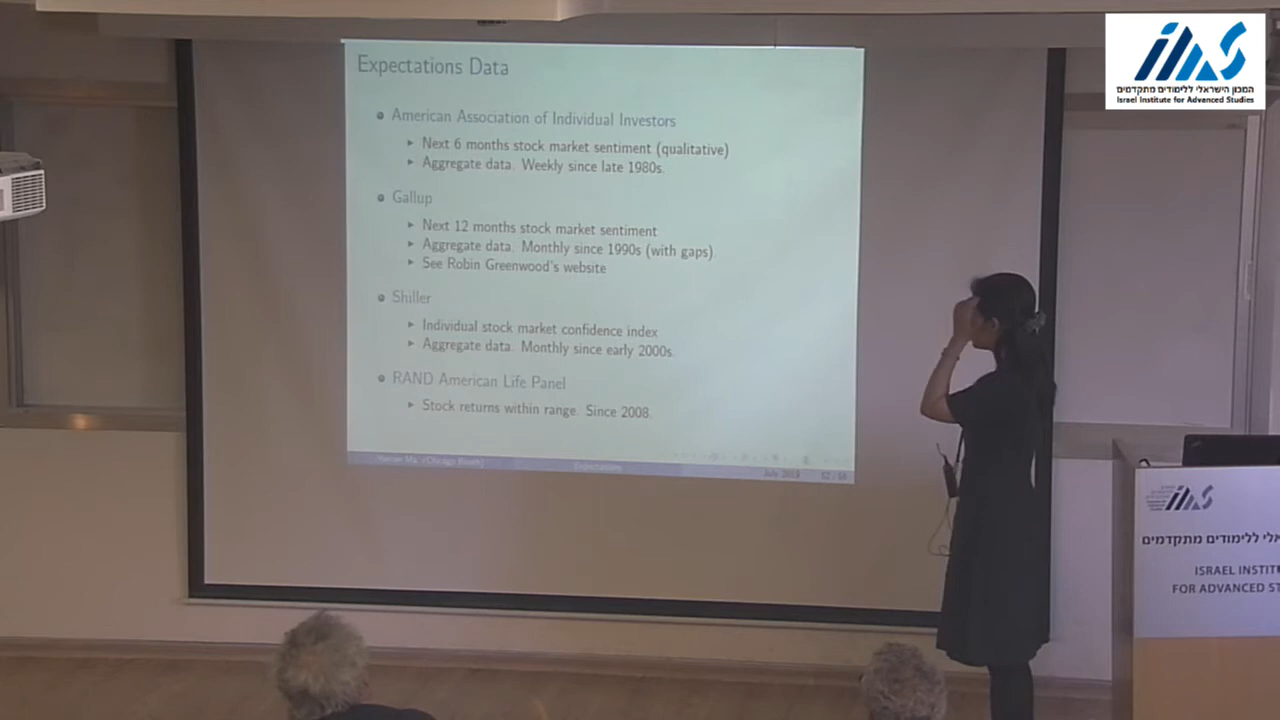 Expectations Data
American Association of Individual Investors
Next 6 months stock market sentiment (qualitative)
Aggregate data. Weekly since late 1980s.
Gallup
Next 12 months stock market sentiment
Aggregate data. Monthly since 1990s (with gaps)
See Robin Greenwood's website
Shiller
Individual stock market confidence index
Aggregate data. Monthly since early 2000s.
RAND American Life Panel
Stock returns within range. Since 2008.
Expectations
July 2018
52 / 55
המכון הישראלי ללימודים מתקדמים
Israel Institute for Advanced Studies
אלי ללימודים מתקדמים
ISRAEL INSTIT
FOR ADVANCED ST